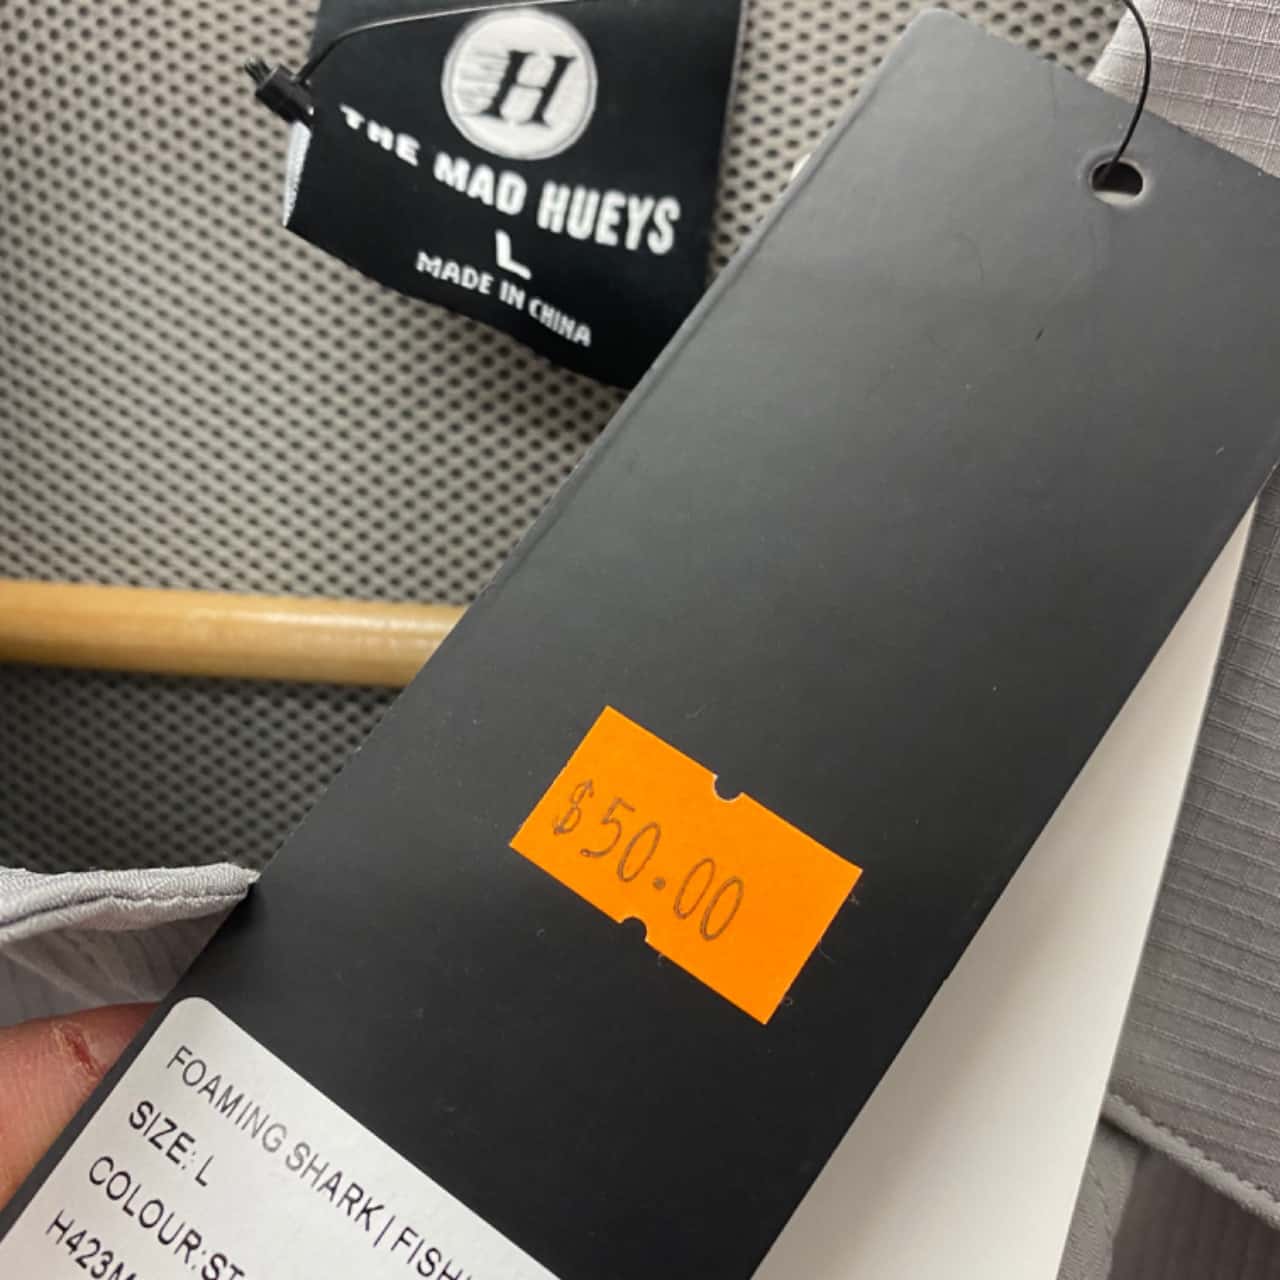 H
THE MAD HUEYS
L
MADE IN CHINA
$50.00
FOAMING SHARK | FISH
SIZE: L
COLOUR:ST
H423M